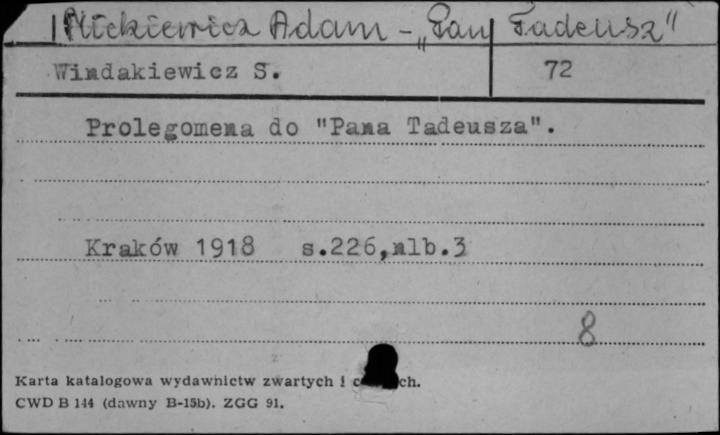 Mickiewicz Adam - „Pan Tadeusz"
Windakiewicz S. 72
Prolegomena do "Pana Tadeusza".
Kraków 1918 s.226,nlb.3
8
Karta katalogowa wydawnictw zwartych i
CWD B 144 (dawny B-15b). ZGG 91.